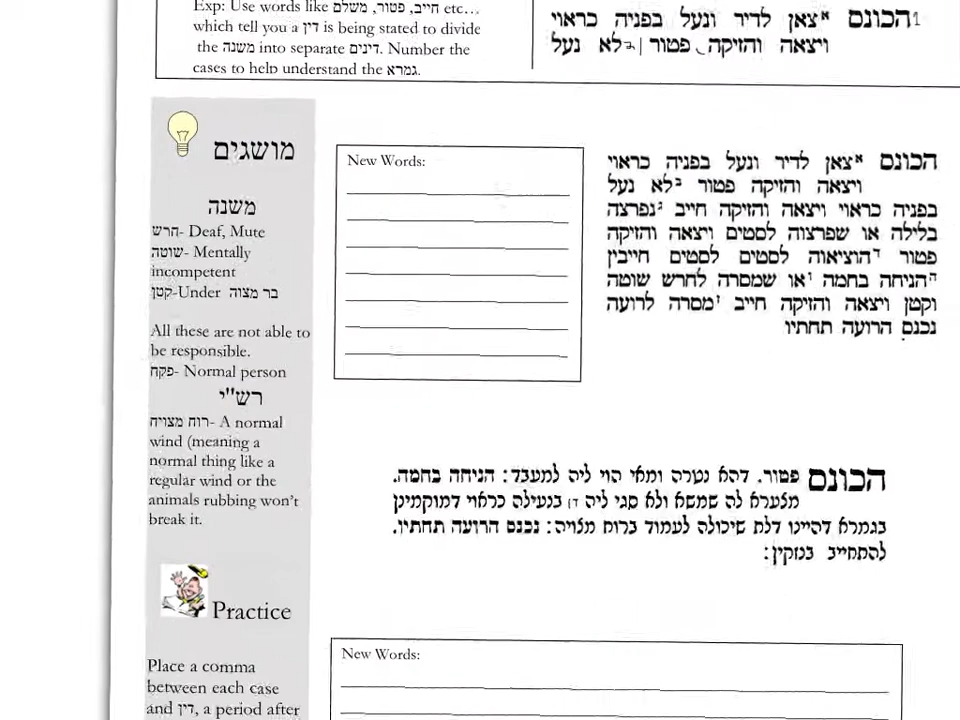 Exp: Use words like חייב, פטור, משלם etc…
which tell you a דין is being stated to divide
the משנה into separate דינים. Number the
cases to help understand the גמרא.
1הכונס א צאן לדיר ונעל בפניה כראוי
ויצאה והזיקה פטור | ב לא נעל
מושגים
משנה
חרש- Deaf, Mute
שוטה- Mentally
incompetent
קטן-Under בר מצוה
All these are not able to
be responsible.
פקח- Normal person
רש"י
רוח מצויה- A normal
wind (meaning a
normal thing like a
regular wind or the
animals rubbing won't
break it.
Practice
Place a comma
between each case
and דין, a period after
New Words:
הכונס א צאן לדיר ונעל בפניה כראוי
ויצאה והזיקה פטור ב לא נעל
בפניה כראוי ויצאה והזיקה חייב ג נפרצה
בלילה או שפרצוה לסטים ויצאה והזיקה
פטור ד הוציאוה לסטים לסטים חייבין
ה הניחה בחמה ו או שמסרה לחרש שוטה
וקטן ויצאה והזיקה חייב ז מסרה לרועה
נכנס הרועה תחתיו
הכונס פטור. דהא נטרה ומאי הוי ליה למעבד: הניחה בחמה.
מצערא לה שמשא ולא סגי ליה בנעילה כראוי דמוקמינן
בגמרא דהיינו דלת שיכולה לעמוד ברוח מצויה: נכנס הרועה תחתיו.
להתחייב בנזקין:
New Words: